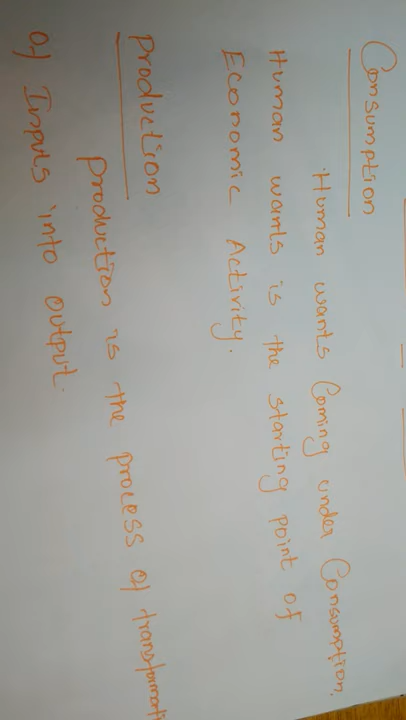 Consumption
Human wants Coming under Consumption.
Human wants is the starting point of
Economic Activity.
Production
Production is the process of transformati
of Inputs into output.